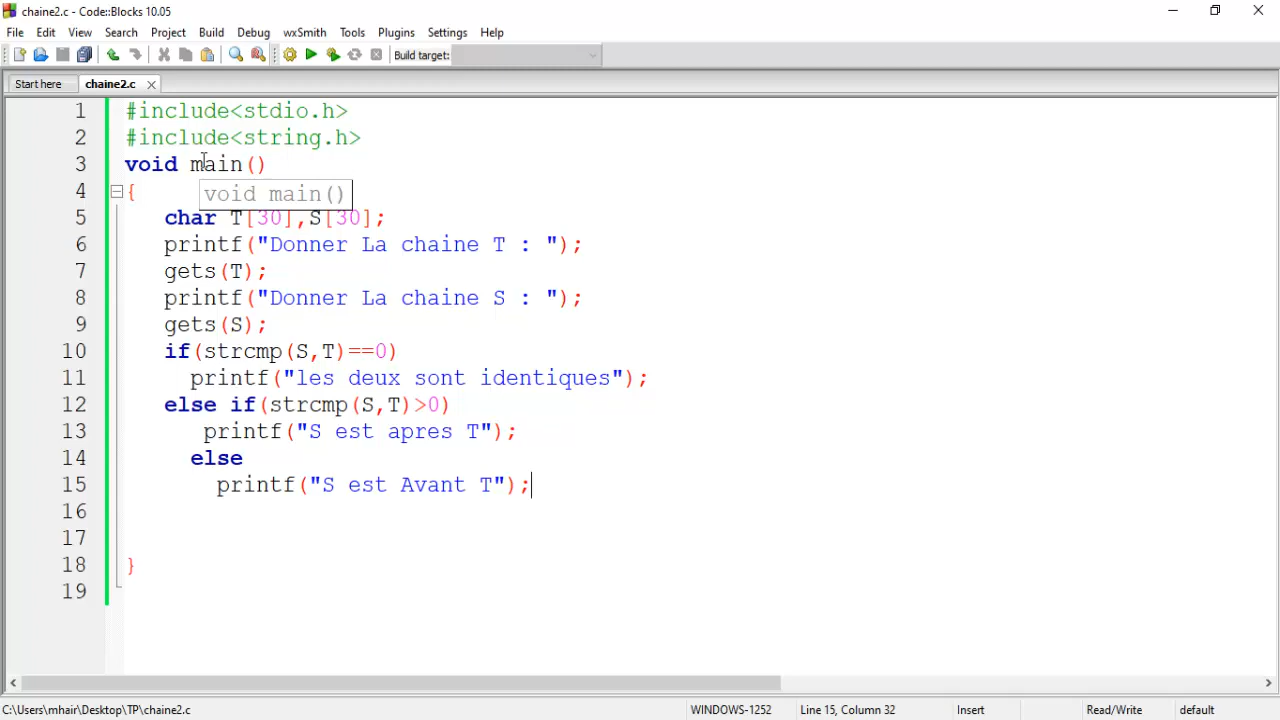 chaine2.c - Code::Blocks 10.05
File Edit View Search Project Build Debug wxSmith Tools Plugins Settings Help
Build target:
Start here chaine2.c
1 #include<stdio.h>
2 #include<string.h>
3 void main()
4 {
void main()
5 char T[30],S[30];
6 printf("Donner La chaine T : ");
7 gets(T);
8 printf("Donner La chaine S : ");
9 gets(S);
10 if(strcmp(S,T)==0)
11 printf("les deux sont identiques");
12 else if(strcmp(S,T)>0)
13 printf("S est apres T");
14 else
15 printf("S est Avant T");
16
17
18 }
19
C:\Users\mhair\Desktop\TP\chaine2.c WINDOWS-1252 Line 15, Column 32 Insert Read/Write default